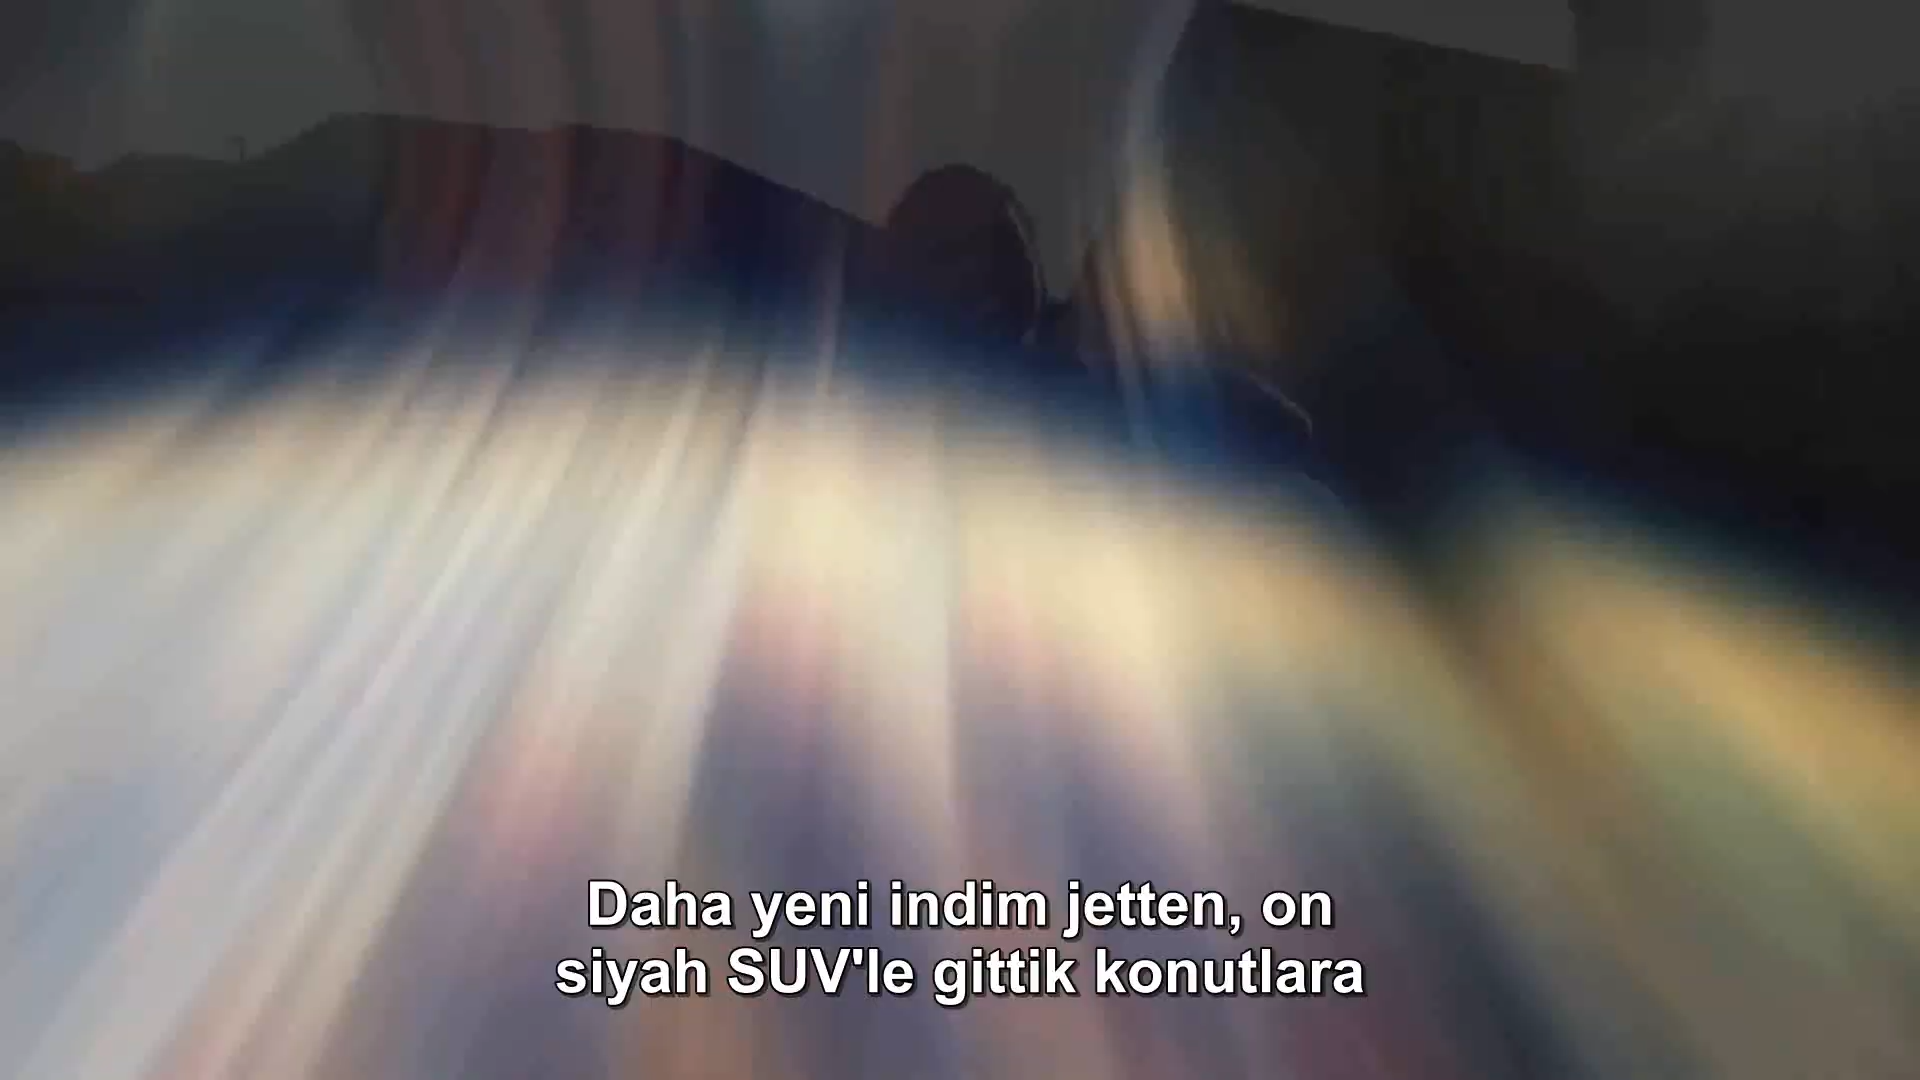 Daha yeni indim jetten, on
siyah SUV'le gittik konutlara